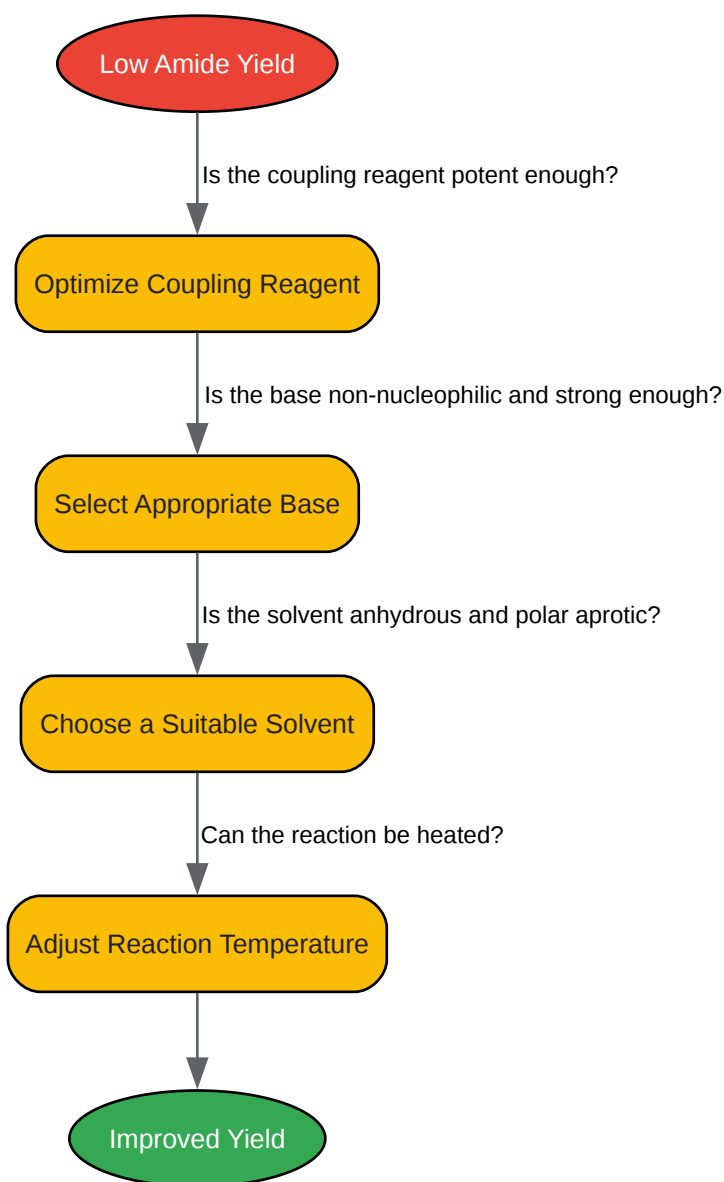 Low Amide Yield
Is the coupling reagent potent enough?
Optimize Coupling Reagent
Is the base non-nucleophilic and strong enough?
Select Appropriate Base
Is the solvent anhydrous and polar aprotic?
Choose a Suitable Solvent
Can the reaction be heated?
Adjust Reaction Temperature
Improved Yield